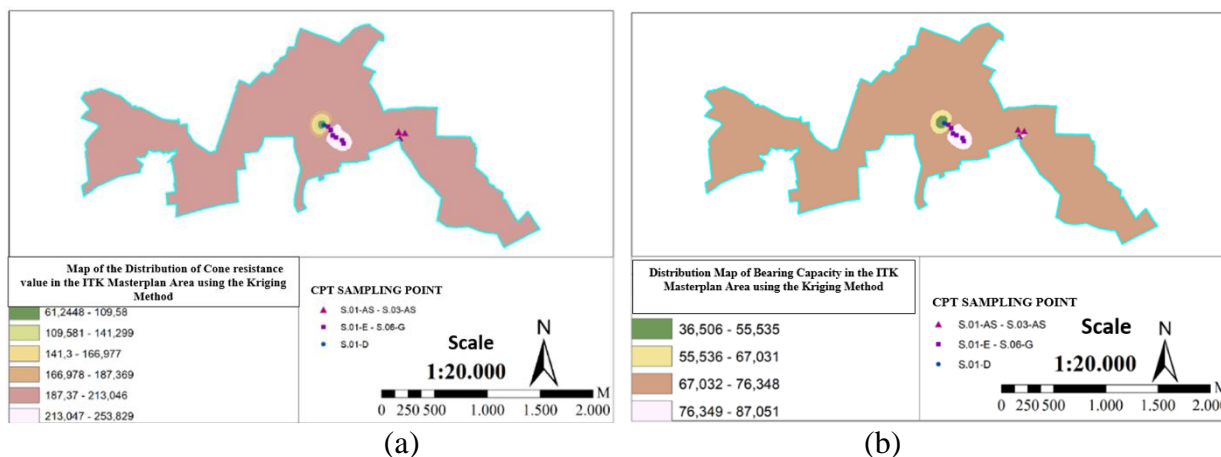 Map of the Distribution of Cone resistance
value in the ITK Masterplan Area using the Kriging
Method
61,2448 - 109,58
109,581 - 141,299
141,3 - 166,977
166,978 - 187,369
187,37 - 213,046
213,047 - 253,829
CPT SAMPLING POINT
S.01-AS - S.03-AS
S.01-E - S.06-G
S.01-D
Scale
1:20.000
N
M
0 250 500 1.000 1.500 2.000
(a)
Distribution Map of Bearing Capacity in the ITK
Masterplan Area using the Kriging Method
36,506 - 55,535
55,536 - 67,031
67,032 - 76,348
76,349 - 87,051
CPT SAMPLING POINT
S.01-AS - S.03-AS
S.01-E - S.06-G
S.01-D
Scale
1:20.000
N
M
0 250 500 1.000 1.500 2.000
(b)